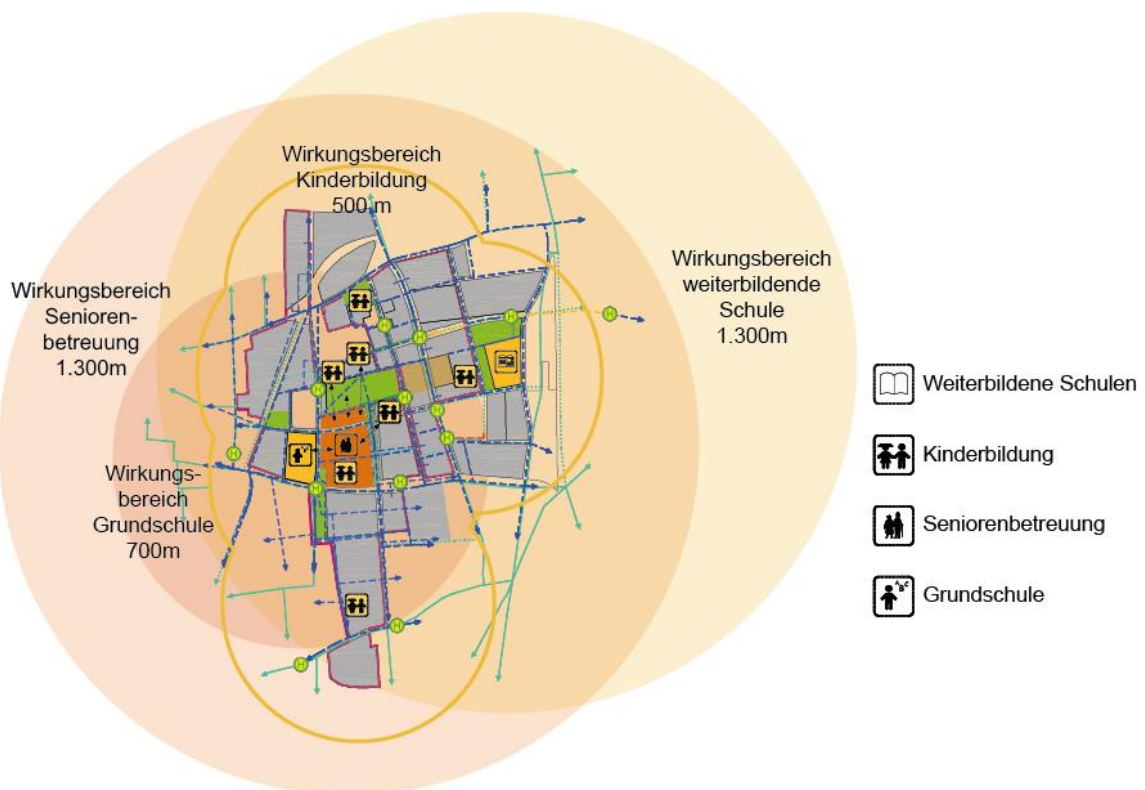 Wirkungsbereich
Kinderbildung
500 m
Wirkungsbereich
Senioren-
betreuung
1.300m
Wirkungsbereich
weiterbildende
Schule
1.300m
Wirkungs-
bereich
Grundschule
700m
H
H
H
H
H
H
H
H
H
H
H
H
H
Weiterbildene Schulen
Kinderbildung
Seniorenbetreuung
ABC
Grundschule